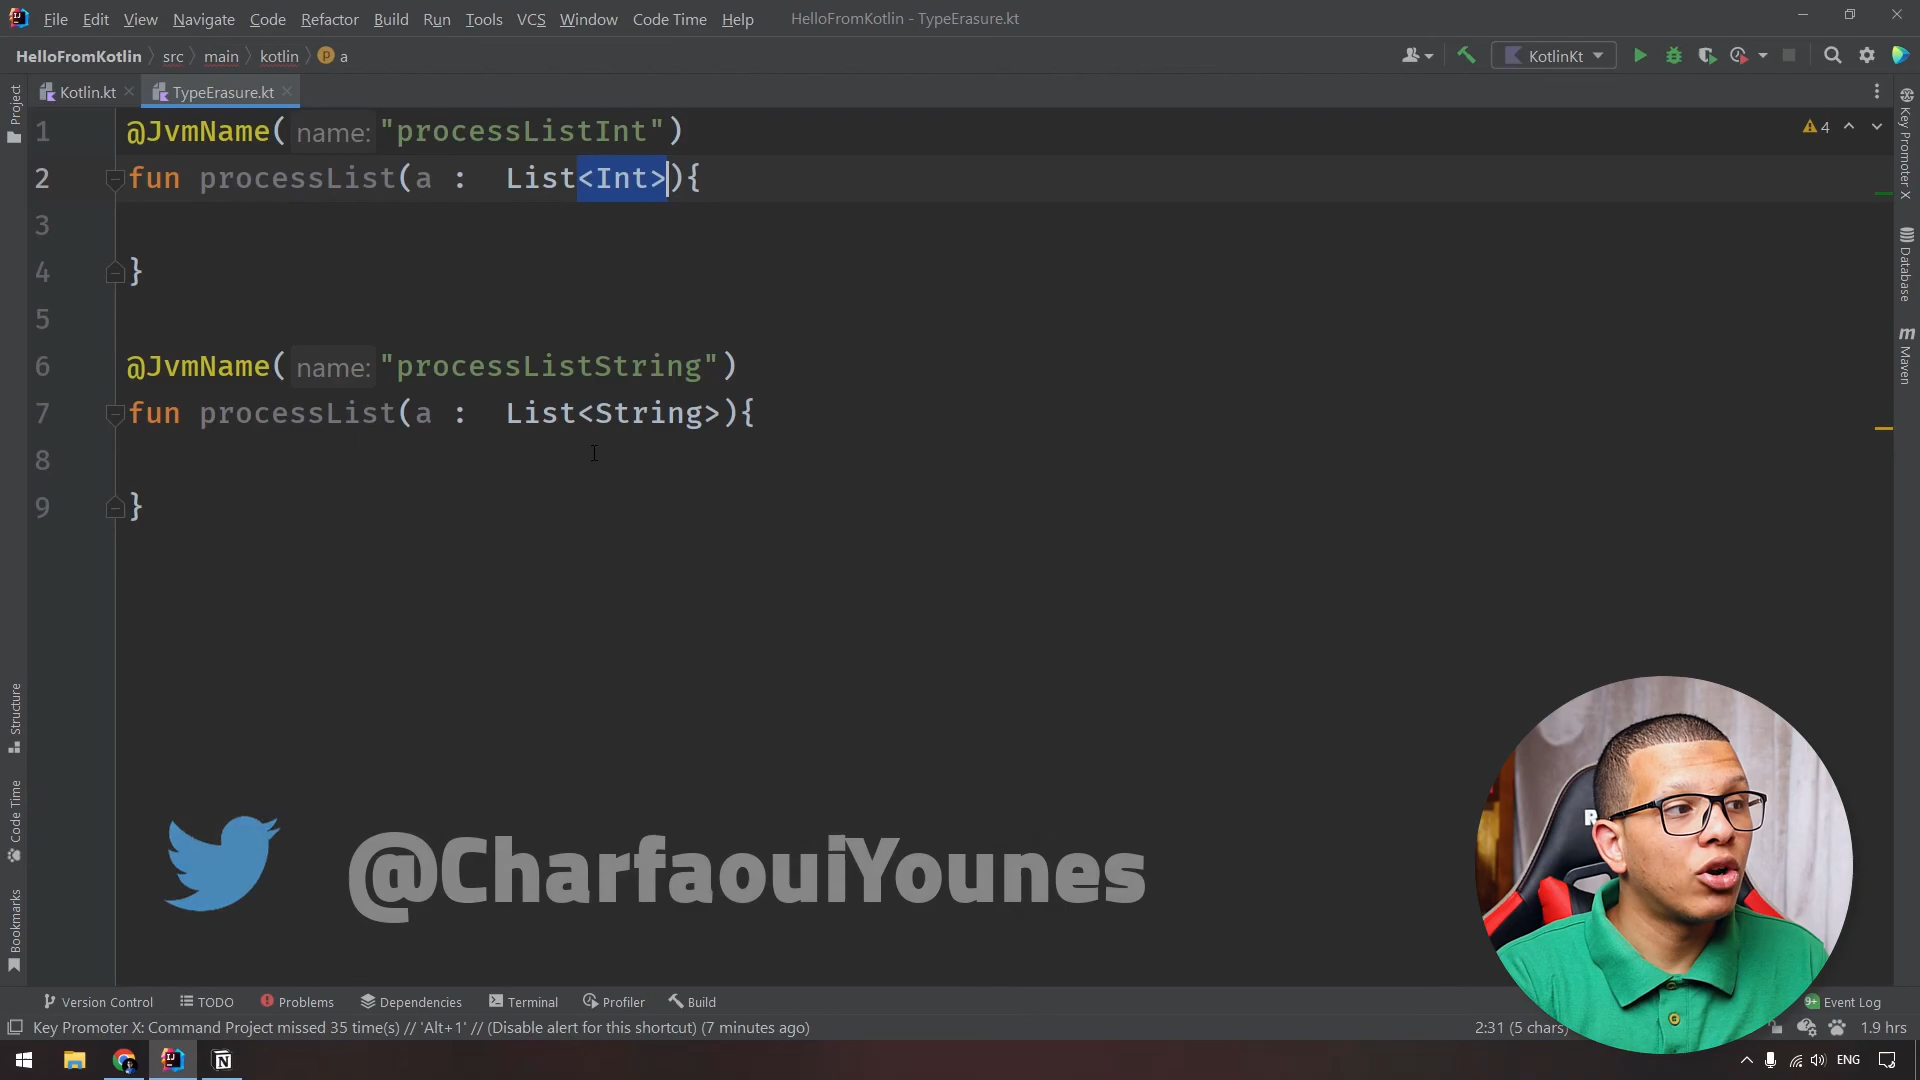 File Edit View Navigate Code Refactor Build Run Tools VCS Window Code Time Help HelloFromKotlin - TypeErasure.kt
HelloFromKotlin src main kotlin p a
KotlinKt
Project
Kotlin.kt TypeErasure.kt
1 @JvmName( name: "processListInt")
4
2 fun processList(a : List<Int>){
3
4 }
5
6 @JvmName( name: "processListString")
7 fun processList(a : List<String>){
8
9 }
Key Promoter X
Database
m Maven
Structure
Code Time
Bookmarks
@CharfaouiYounes
Version Control TODO Problems Dependencies Terminal Profiler Build 9+ Event Log
Key Promoter X: Command Project missed 35 time(s) // 'Alt+1' // (Disable alert for this shortcut) (7 minutes ago) 2:31 (5 chars) 1.9 hrs
ENG